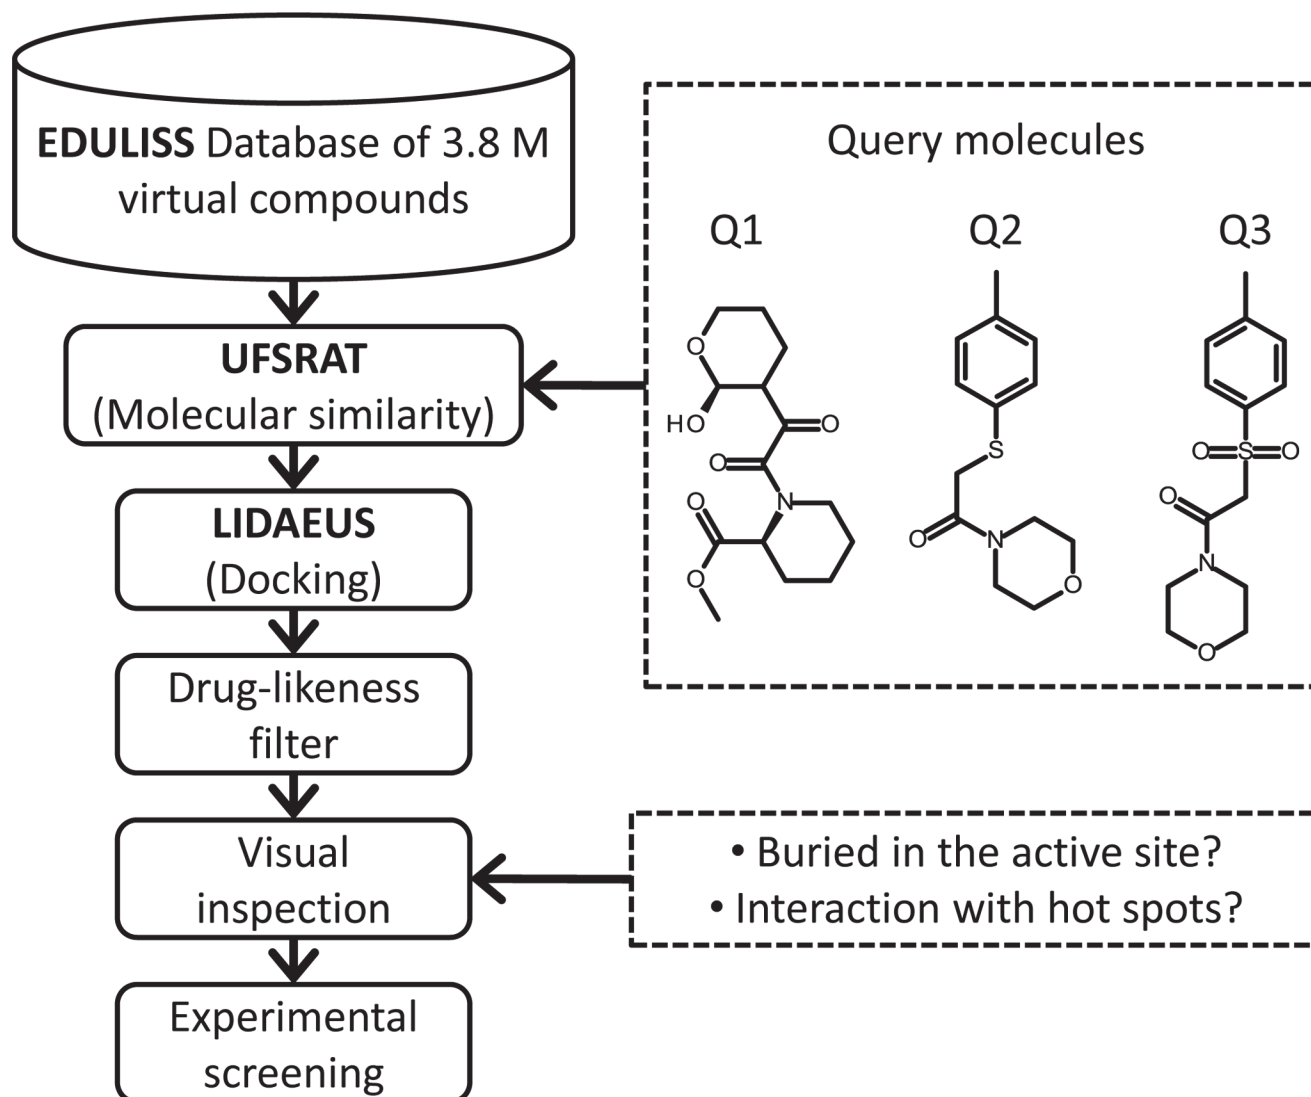 EDULISS Database of 3.8 M
virtual compounds
UFSRAT
(Molecular similarity)
LIDAEUS
(Docking)
Drug-likeness
filter
Visual
inspection
Experimental
screening
Query molecules
Q1
Q2
Q3
O
HO
O
O
N
O
O
S
O
N
O
O
S
O
O
N
O
• Buried in the active site?
• Interaction with hot spots?